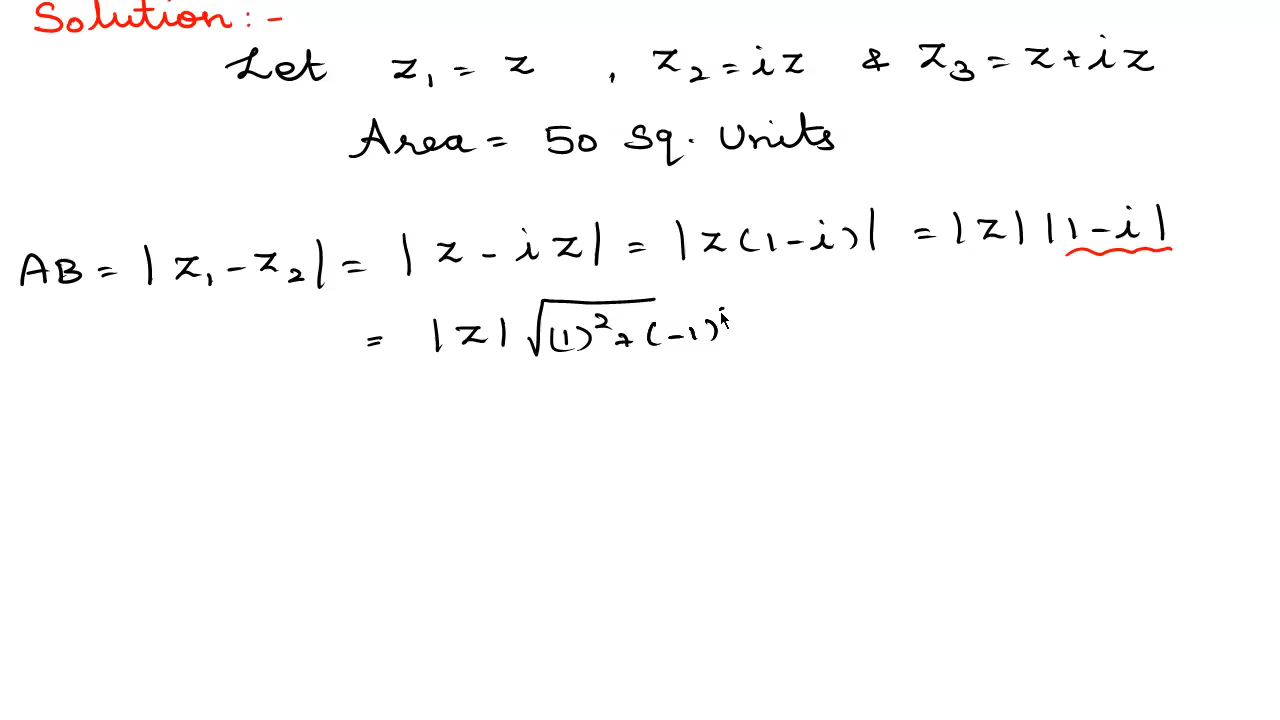 Solution:-
Let z₁ = z , z₂ = iz & z₃ = z + iz
Area = 50 Sq. Units
AB = |z₁ - z₂| = |z - iz| = |z(1-i)| = |z| |1-i|
= |z| √(1)² + (-1)